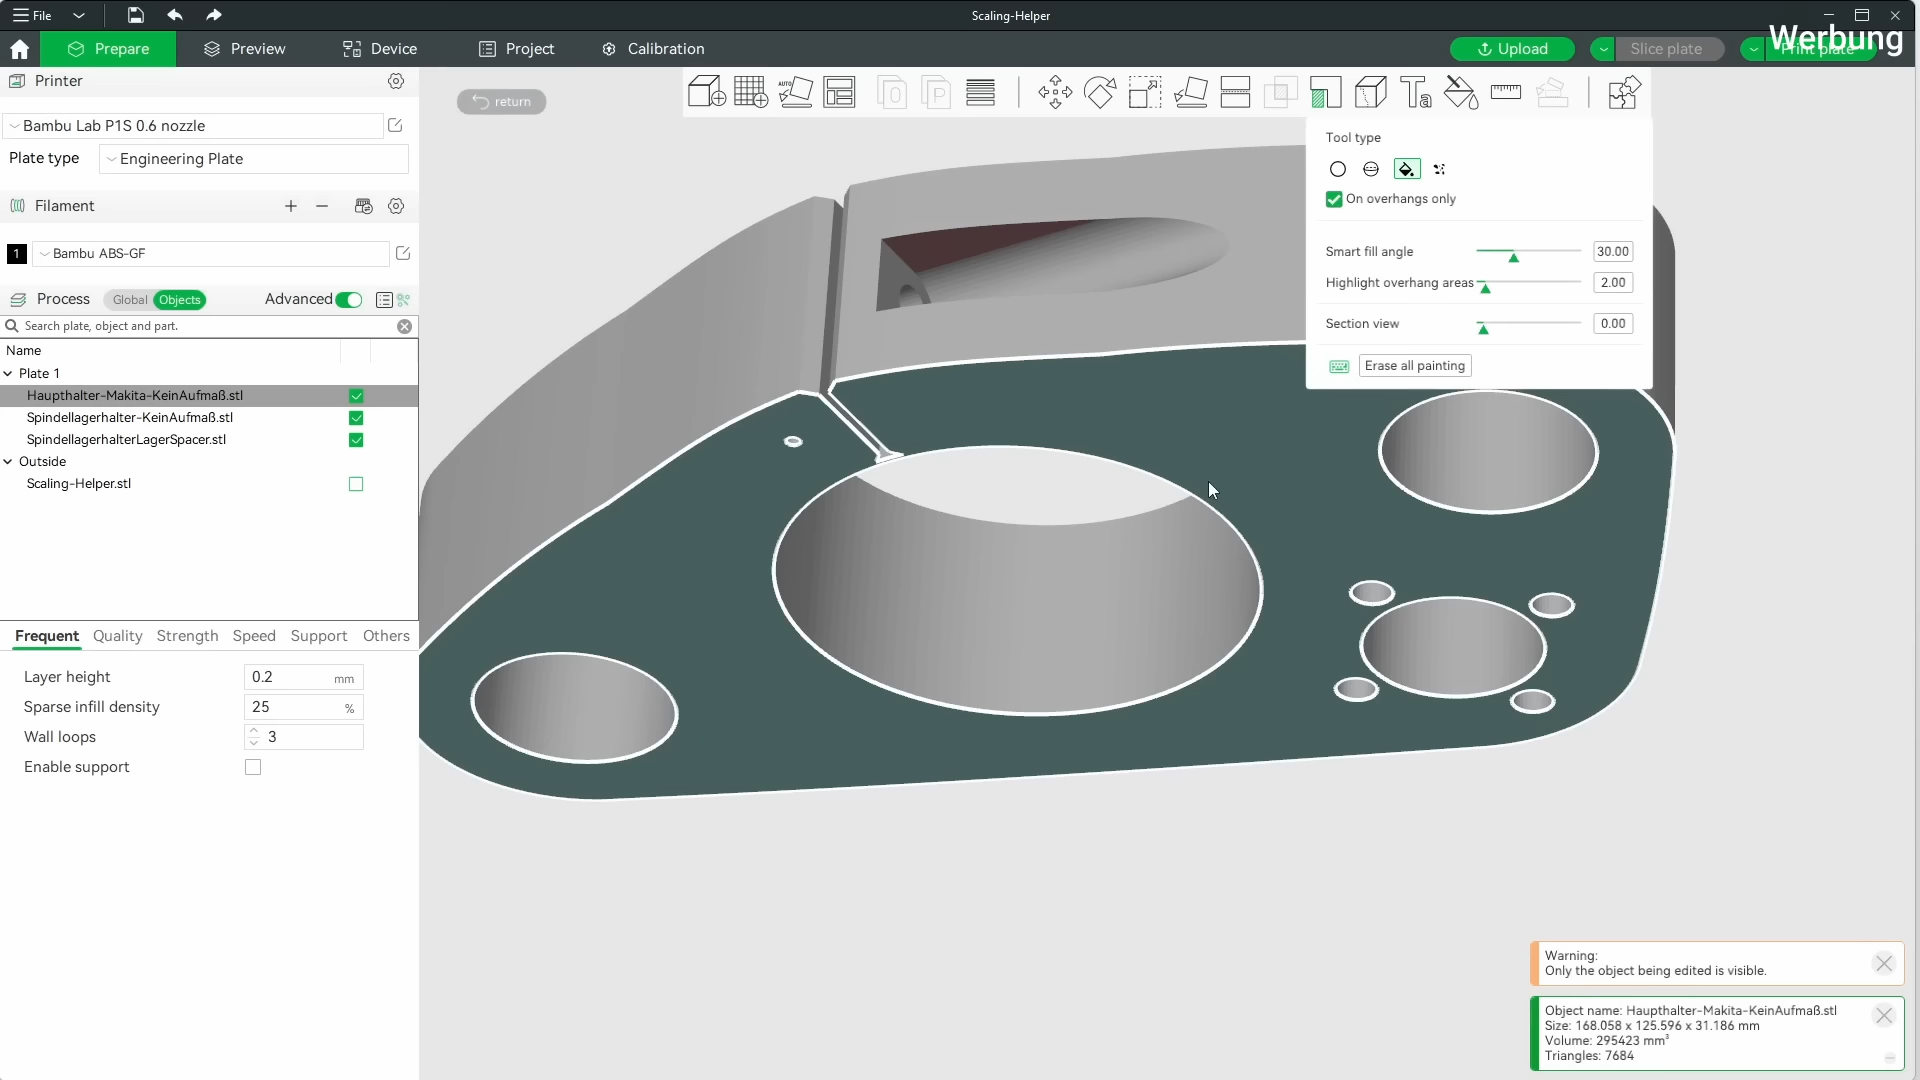 File
Scaling-Helper
Werbung
Prepare
Preview
Device
Project
Calibration
Upload
Slice plate
Print plate
Printer
return
Bambu Lab P1S 0.6 nozzle
Plate type
Engineering Plate
Filament
1
Bambu ABS-GF
Process
Global
Objects
Advanced
Search plate, object and part.
Name
Plate 1
Haupthalter-Makita-KeinAufmaß.stl
Spindellagerhalter-KeinAufmaß.stl
SpindellagerhalterLagerSpacer.stl
Outside
Scaling-Helper.stl
Frequent
Quality
Strength
Speed
Support
Others
Layer height
0.2
mm
Sparse infill density
25
%
Wall loops
3
Enable support
AUTO
0
P
Ta
Tool type
On overhangs only
Smart fill angle
30.00
Highlight overhang areas
2.00
Section view
0.00
Erase all painting
Warning:
Only the object being edited is visible.
Object name: Haupthalter-Makita-KeinAufmaß.stl
Size: 168.058 x 125.596 x 31.186 mm
Volume: 295423 mm³
Triangles: 7684